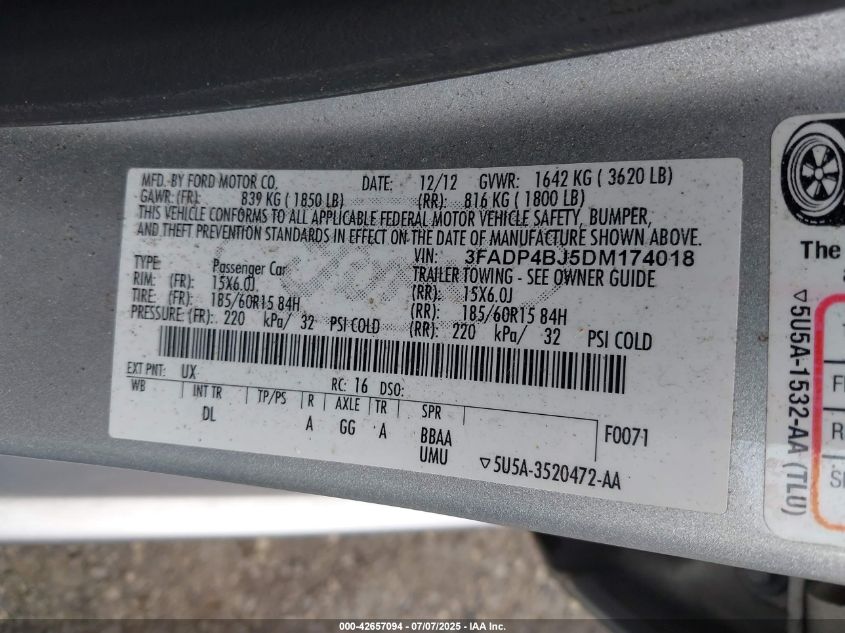 MFD. BY FORD MOTOR CO. DATE: 12/12 GVWR: 1642 KG ( 3620 LB)
GAWR: (FR): 839 KG ( 1850 LB) (RR): 816 KG ( 1800 LB)
THIS VEHICLE CONFORMS TO ALL APPLICABLE FEDERAL MOTOR VEHICLE SAFETY, BUMPER,
AND THEFT PREVENTION STANDARDS IN EFFECT ON THE DATE OF MANUFACTURE SHOWN ABOVE.
VIN: 3FADP4BJ5DM174018
TYPE: Passenger Car TRAILER TOWING - SEE OWNER GUIDE
RIM: (FR): 15X6.0J (RR): 15X6.0J
TIRE: (FR): 185/60R15 84H (RR): 185/60R15 84H
PRESSURE: (FR): 220 kPa/ 32 PSI COLD (RR): 220 kPa/ 32 PSI COLD
EXT PNT: UX RC: 16 DSO:
WB INT TR TP/PS R AXLE TR SPR
DL A GG A BBAA F0071
UMU ▽5U5A-3520472-AA
The
▽5U5A-1532-AA (TLU)
000-42657094 - 07/07/2025 - IAA Inc.